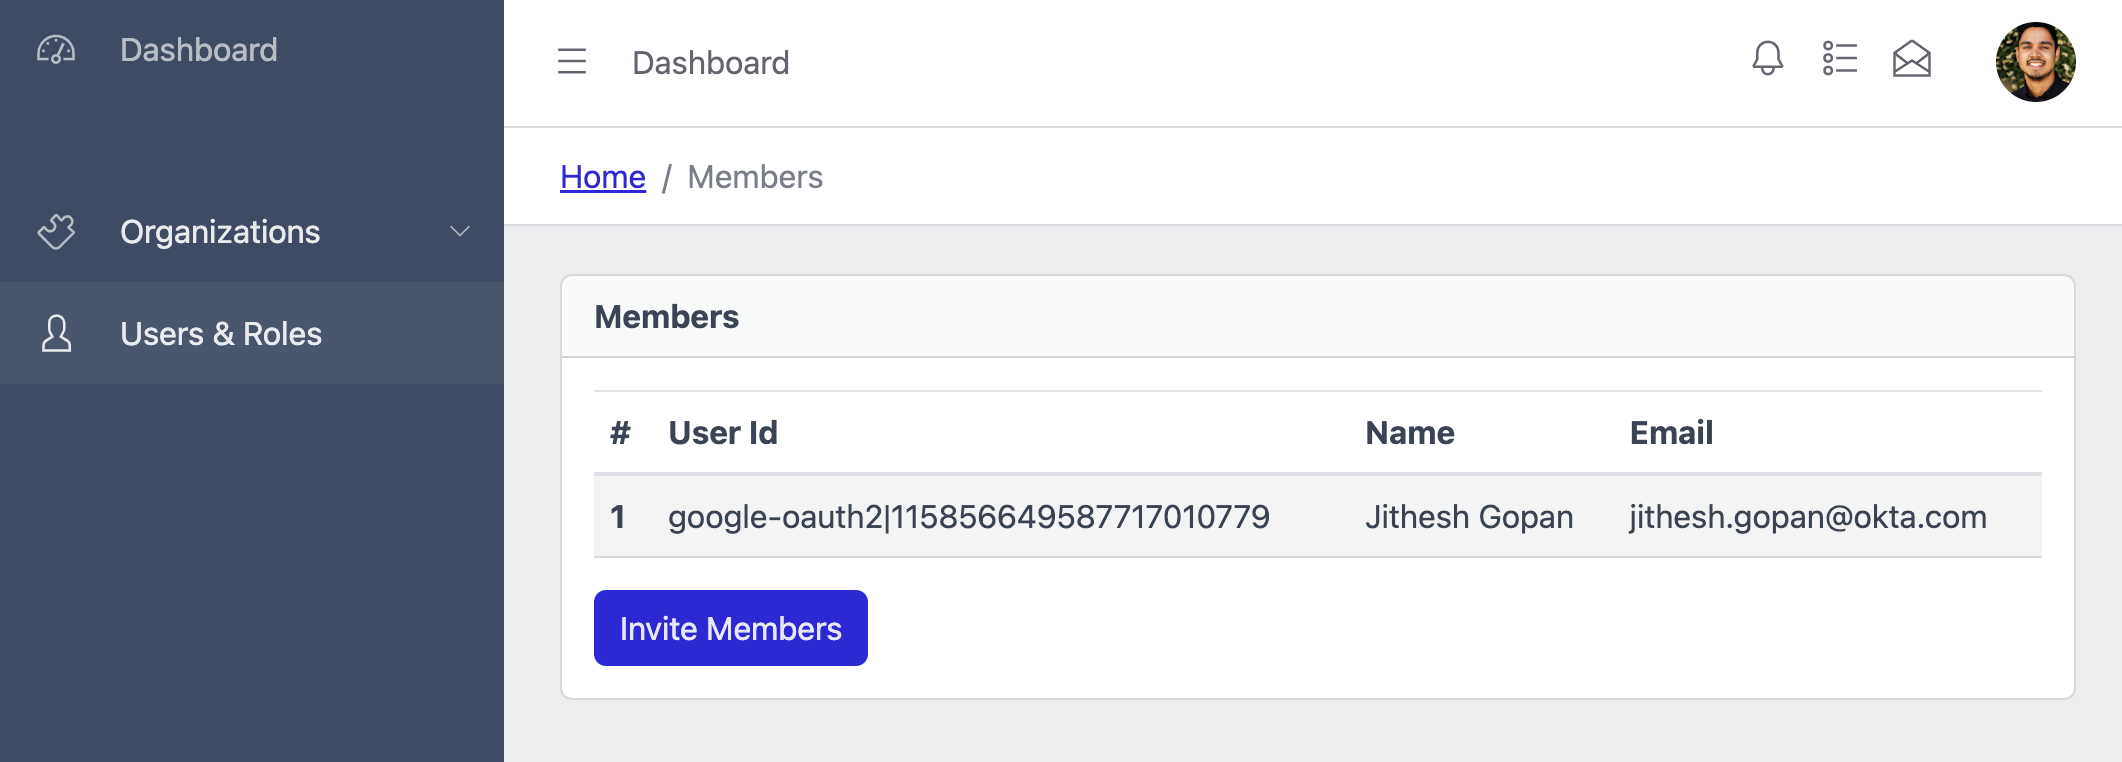 Dashboard
Organizations
Users & Roles
Dashboard
Home / Members
Members
# User Id Name Email
1 google-oauth2|115856649587717010779 Jithesh Gopan jithesh.gopan@okta.com
Invite Members